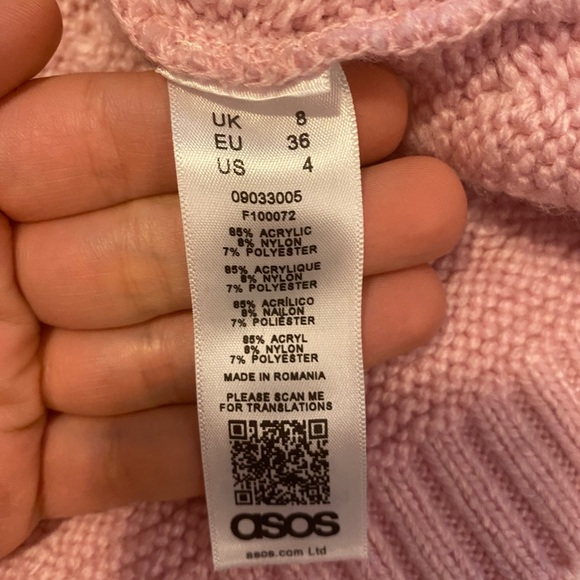 UK 8
EU 36
US 4
09033005
F100072
85% ACRYLIC
8% NYLON
7% POLYESTER
85% ACRYLIQUE
8% NYLON
7% POLYESTER
85% ACRÍLICO
8% NAILON
7% POLIÉSTER
85% ACRYL
8% NYLON
7% POLYESTER
MADE IN ROMANIA
PLEASE SCAN ME
FOR TRANSLATIONS
asos
asos.com Ltd